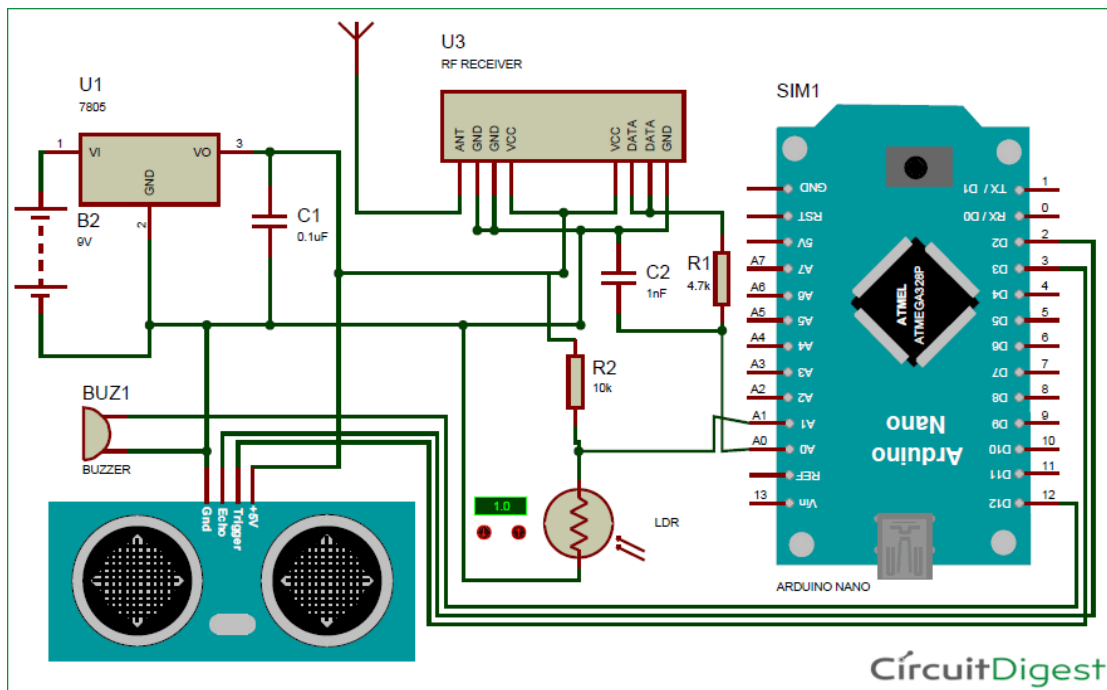 U1
7805
1
VI
VO
3
GND
2
B2
9V
C1
0.1uF
U3
RF RECEIVER
ANT
GND
GND
VCC
VCC
DATA
DATA
GND
C2
1nF
R1
4.7k
R2
10k
BUZ1
BUZZER
Gnd
Echo
Trigger
+5V
1.0
LDR
SIM1
GND
RST
5V
A7 A7
A6 A6
A5 A5
A4 A4
A3 A3
A2 A2
A1 A1
A0 A0
REF
13 Vin
TX / D1 1
RX / D0 0
D2 2
D3 3
D4 4
D5 5
D6 6
D7 7
D8 8
D9 9
D10 10
D11 11
D12 12
ATMEL
ATMEGA328P
Arduino
Nano
ARDUINO NANO
CircuitDigest